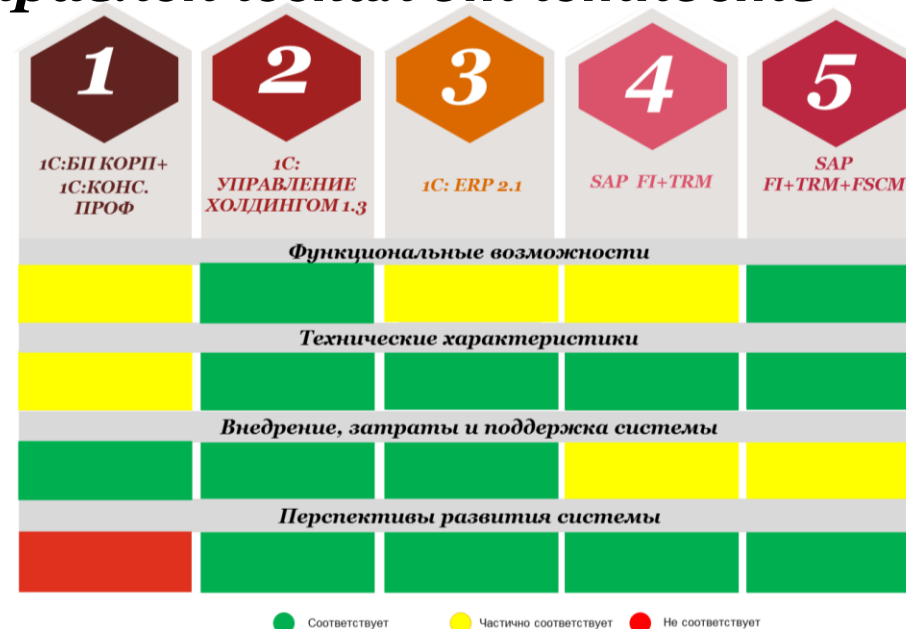 1
2
3
4
5
1С:БП КОРП+
1С:КОНС.
ПРОФ
1С:
УПРАВЛЕНИЕ
ХОЛДИНГОМ 1.3
1С: ERP 2.1
SAP FI+TRM
SAP
FI+TRM+FSCM
Функциональные возможности
Технические характеристики
Внедрение, затраты и поддержка системы
Перспективы развития системы
Соответствует
Частично соответствует
Не соответствует